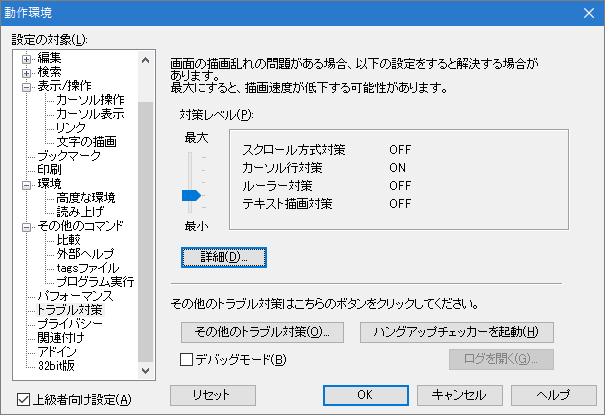 動作環境
設定の対象(L):
編集
検索
表示/操作
カーソル操作
カーソル表示
リンク
文字の描画
ブックマーク
印刷
環境
高度な環境
読み上げ
その他のコマンド
比較
外部ヘルプ
tagsファイル
プログラム実行
パフォーマンス
トラブル対策
プライバシー
関連付け
アドイン
32bit版
上級者向け設定(A)
画面の描画乱れの問題がある場合、以下の設定をすると解決する場合が
あります。
最大にすると、描画速度が低下する可能性があります。
対策レベル(P):
最大
最小
スクロール方式対策 OFF
カーソル行対策 ON
ルーラー対策 OFF
テキスト描画対策 OFF
詳細(D)...
その他のトラブル対策はこちらのボタンをクリックしてください。
その他のトラブル対策(O)...
ハングアップチェッカーを起動(H)
デバッグモード(B)
ログを開く(G)...
リセット
OK
キャンセル
ヘルプ